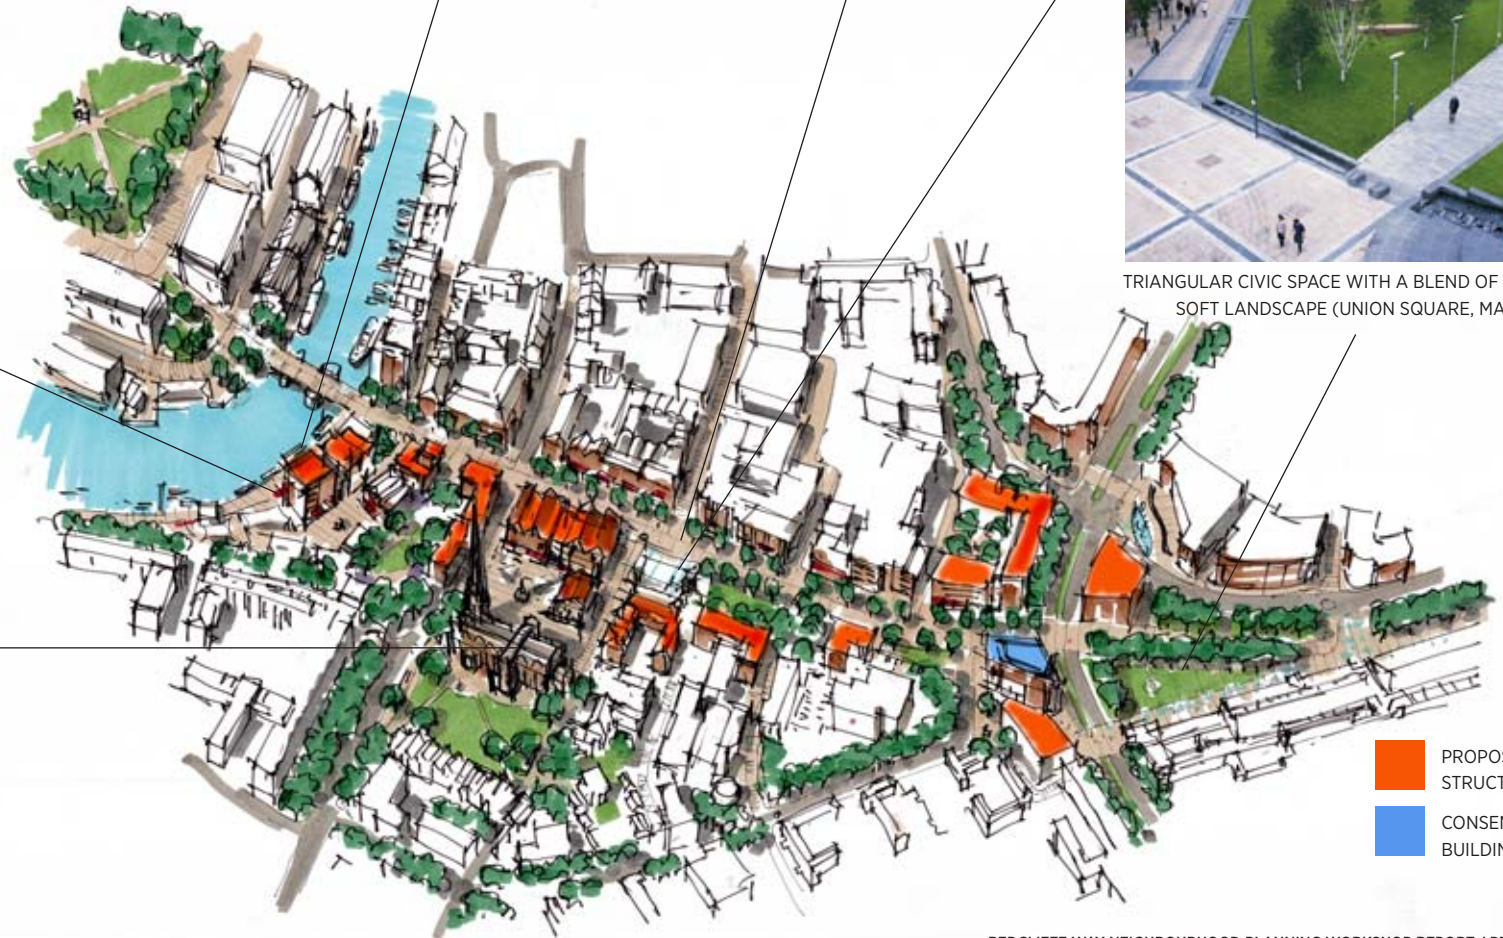 TRIANGULAR CIVIC SPACE WITH A BLEND OF
SOFT LANDSCAPE (UNION SQUARE, MA
PROPOS
STRUCT
CONSEN
BUILDIN